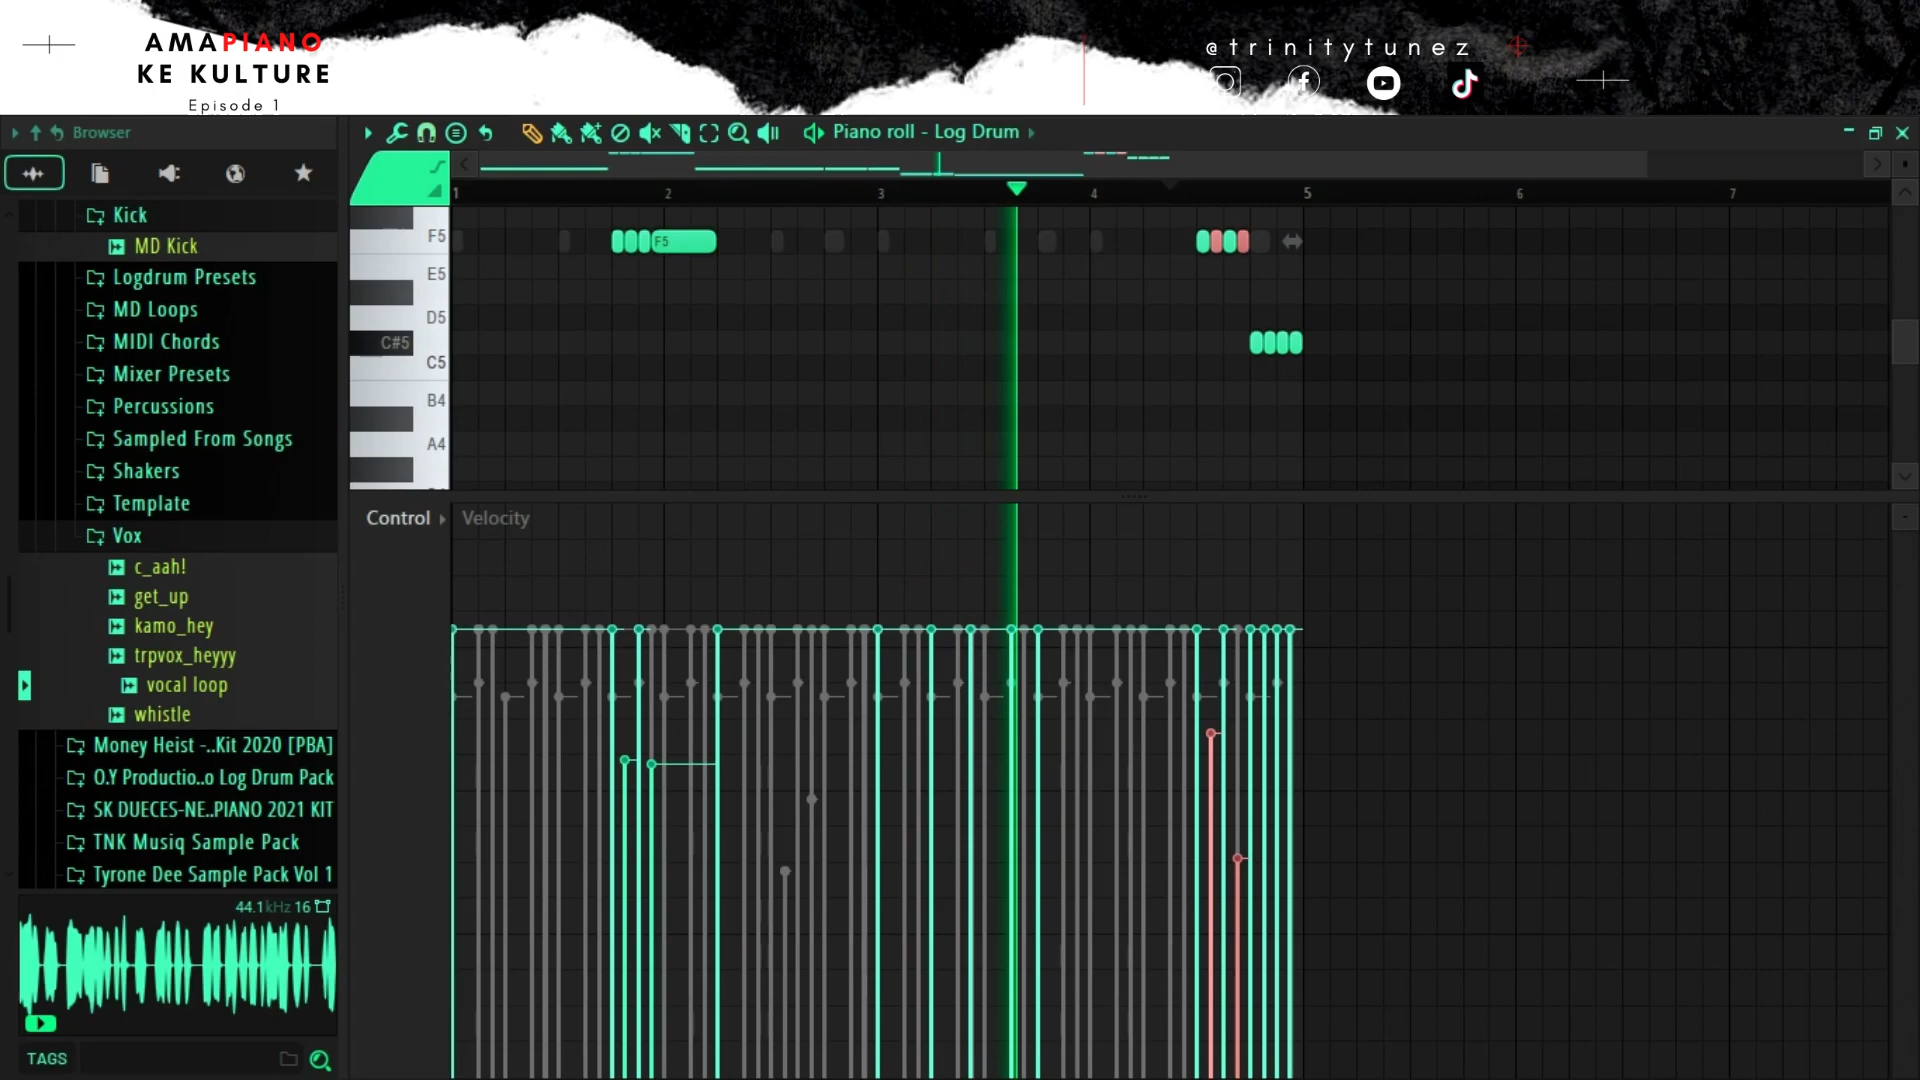 AMAPIANO
KE KULTURE
Episode 1
@trinitytunez
Browser
Piano roll - Log Drum
1
2
3
4
5
6
7
Kick
MD Kick
Logdrum Presets
MD Loops
MIDI Chords
Mixer Presets
Percussions
Sampled From Songs
Shakers
Template
Vox
c_aah!
get_up
kamo_hey
trpvox_heyyy
vocal loop
whistle
Money Heist -..Kit 2020 [PBA]
O.Y Productio..o Log Drum Pack
SK DUECES-NE..PIANO 2021 KIT
TNK Musiq Sample Pack
Tyrone Dee Sample Pack Vol 1
44.1kHz 16
TAGS
F5
F5
E5
D5
C#5
C5
B4
A4
Control
Velocity